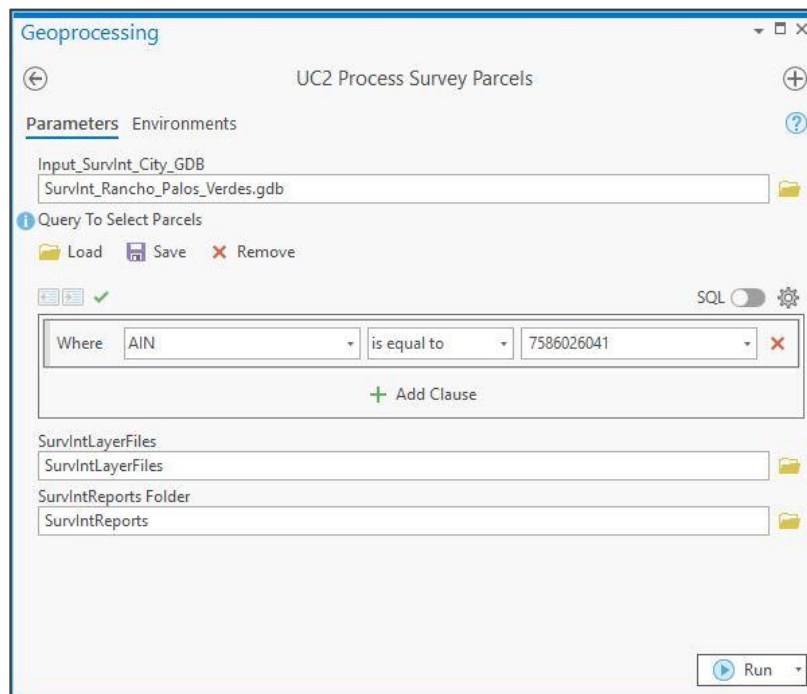 Geoprocessing
UC2 Process Survey Parcels
Parameters Environments
Input_SurvInt_City_GDB
SurvInt_Rancho_Palos_Verdes.gdb
Query To Select Parcels
Load Save Remove
SQL
Where AIN is equal to 7586026041
Add Clause
SurvIntLayerFiles
SurvIntLayerFiles
SurvIntReports Folder
SurvIntReports
Run